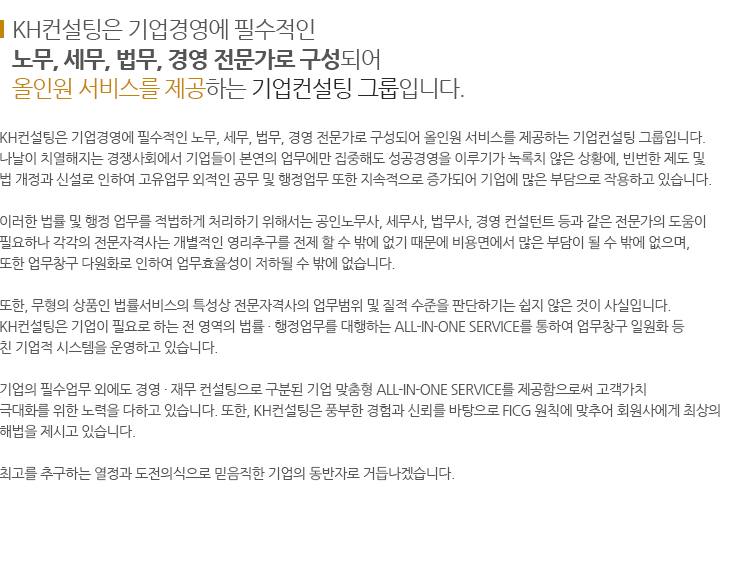 KH컨설팅은 기업경영에 필수적인
노무, 세무, 법무, 경영 전문가로 구성되어
올인원 서비스를 제공하는 기업컨설팅 그룹입니다.
KH컨설팅은 기업경영에 필수적인 노무, 세무, 법무, 경영 전문가로 구성되어 올인원 서비스를 제공하는 기업컨설팅 그룹입니다.
나날이 치열해지는 경쟁사회에서 기업들이 본연의 업무에만 집중해도 성공경영을 이루기가 녹록치 않은 상황에, 빈번한 제도 및
법 개정과 신설로 인하여 고유업무 외적인 공무 및 행정업무 또한 지속적으로 증가되어 기업에 많은 부담으로 작용하고 있습니다.
이러한 법률 및 행정 업무를 적법하게 처리하기 위해서는 공인노무사, 세무사, 법무사, 경영 컨설턴트 등과 같은 전문가의 도움이
필요하나 각각의 전문자격사는 개별적인 영리추구를 전제 할 수 밖에 없기 때문에 비용면에서 많은 부담이 될 수 밖에 없으며,
또한 업무창구 다원화로 인하여 업무효율성이 저하될 수 밖에 없습니다.
또한, 무형의 상품인 법률서비스의 특성상 전문자격사의 업무범위 및 질적 수준을 판단하기는 쉽지 않은 것이 사실입니다.
KH컨설팅은 기업이 필요로 하는 전 영역의 법률 · 행정업무를 대행하는 ALL-IN-ONE SERVICE를 통하여 업무창구 일원화 등
친 기업적 시스템을 운영하고 있습니다.
기업의 필수업무 외에도 경영 · 재무 컨설팅으로 구분된 기업 맞춤형 ALL-IN-ONE SERVICE를 제공함으로써 고객가치
극대화를 위한 노력을 다하고 있습니다. 또한, KH컨설팅은 풍부한 경험과 신뢰를 바탕으로 FICG 원칙에 맞추어 회원사에게 최상의
해법을 제시고 있습니다.
최고를 추구하는 열정과 도전의식으로 믿음직한 기업의 동반자로 거듭나겠습니다.